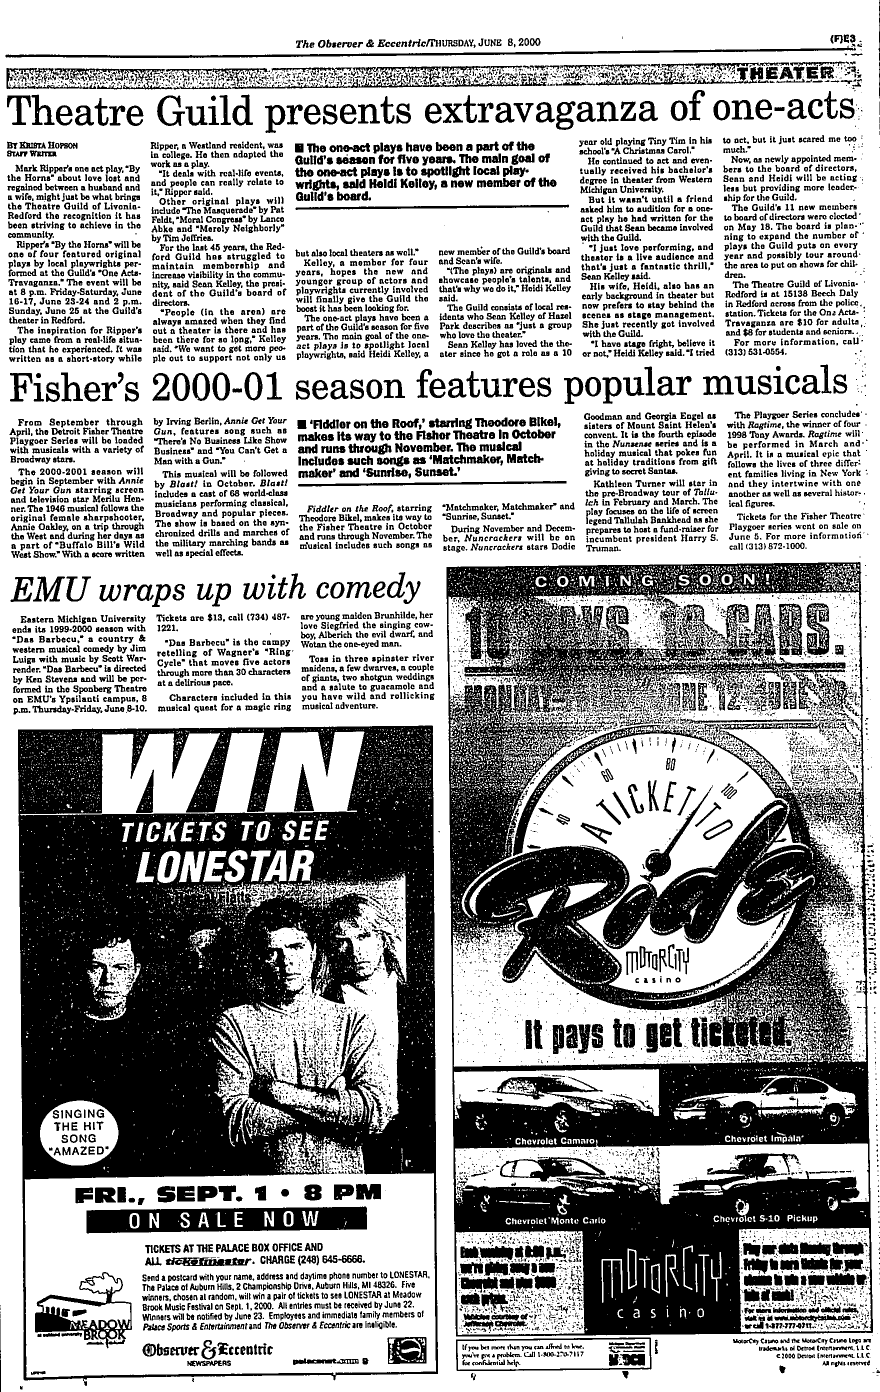 The Observer & Eccentric/THURSDAY, JUNE 8, 2000
(F)E3
THEATER
Theatre Guild presents extravaganza of one-acts
BY KRISTA HOPSON
STAFF WRITER
Mark Ripper's one act play, "By
the Horns" about love lost and
regained between a husband and
a wife, might just be what brings
the Theatre Guild of Livonia-
Redford the recognition it has
been striving to achieve in the
community.
Ripper's "By the Horns" will be
one of four featured original
plays by local playwrights per-
formed at the Guild's "One Acts-
Travaganza." The event will be
at 8 p.m. Friday-Saturday, June
16-17, June 23-24 and 2 p.m.
Sunday, June 25 at the Guild's
theater in Redford.
The inspiration for Ripper's
play came from a real-life situa-
tion that he experienced. It was
written as a short-story while
Ripper, a Westland resident, was
in college. He then adapted the
work as a play.
"It deals with real-life events,
and people can really relate to
it," Ripper said.
Other original plays will
include "The Masquerade" by Pat
Feldt, "Moral Congress" by Lance
Abke and "Merely Neighborly"
by Tim Jeffries.
For the last 45 years, the Red-
ford Guild has struggled to
maintain membership and
increase visibility in the commu-
nity, said Sean Kelley, the presi-
dent of the Guild's board of
directors.
"People (in the area) are
always amazed when they find
out a theater is there and has
been there for so long," Kelley
said. "We want to get more peo-
ple out to support not only us
■ The one-act plays have been a part of the
Guild's season for five years. The main goal of
the one-act plays is to spotlight local play-
wrights, said Heidi Kelley, a new member of the
Guild's board.
but also local theaters as well."
Kelley, a member for four
years, hopes the new and
younger group of actors and
playwrights currently involved
will finally give the Guild the
boost it has been looking for.
The one-act plays have been a
part of the Guild's season for five
years. The main goal of the one-
act plays is to spotlight local
playwrights, said Heidi Kelley, a
new member of the Guild's board
and Sean's wife.
"(The plays) are originals and
showcase people's talents, and
that's why we do it," Heidi Kelley
said.
The Guild consists of local res-
idents who Sean Kelley of Hazel
Park describes as "just a group
who love the theater."
Sean Kelley has loved the the-
ater since he got a role as a 10
year old playing Tiny Tim in his
school's "A Christmas Carol."
He continued to act and even-
tually received his bachelor's
degree in theater from Western
Michigan University.
But it wasn't until a friend
asked him to audition for a one-
act play he had written for the
Guild that Sean became involved
with the Guild.
"I just love performing, and
theater is a live audience and
that's just a fantastic thrill,"
Sean Kelley said.
His wife, Heidi, also has an
early background in theater but
now prefers to stay behind the
scenes as stage management.
She just recently got involved
with the Guild.
"I have stage fright, believe it
or not," Heidi Kelley said. "I tried
to act, but it just scared me too
much."
Now, as newly appointed mem-
bers to the board of directors,
Sean and Heidi will be acting
less but providing more leader-
ship for the Guild.
The Guild's 11 new members
to board of directors were elected
on May 18. The board is plan-
ning to expand the number of
plays the Guild puts on every
year and possibly tour around
the area to put on shows for chil-
dren.
The Theatre Guild of Livonia-
Redford is at 15138 Beech Daly
in Redford across from the police
station. Tickets for the One Acts-
Travaganza are $10 for adults
and $8 for students and seniors.
For more information, call
(313) 531-0554.
Fisher's 2000-01 season features popular musicals
From September through
April, the Detroit Fisher Theatre
Playgoer Series will be loaded
with musicals with a variety of
Broadway stars.
The 2000-2001 season will
begin in September with Annie
Get Your Gun starring screen
and television star Merilu Hen-
ner. The 1946 musical follows the
original female sharpshooter,
Annie Oakley, on a trip through
the West and during her days as
a part of "Buffalo Bill's Wild
West Show." With a score written
by Irving Berlin, Annie Get Your
Gun, features song such as
"There's No Business Like Show
Business" and "You Can't Get a
Man with a Gun."
This musical will be followed
by Blast! in October. Blast!
includes a cast of 68 world-class
musicians performing classical,
Broadway and popular pieces.
The show is based on the syn-
chronized drills and marches of
the military marching bands as
well as special effects.
■ 'Fiddler on the Roof,' starring Theodore Bikel,
makes its way to the Fisher Theatre in October
and runs through November. The musical
includes such songs as 'Matchmaker, Match-
maker' and 'Sunrise, Sunset.'
Fiddler on the Roof, starring
Theodore Bikel, makes its way to
the Fisher Theatre in Octobor
and runs through November. The
musical includes such songs as
"Matchmaker, Matchmaker" and
"Sunrise, Sunset."
During November and Decem-
ber, Nuncrackers will be on
stage. Nuncrackers stars Dodie
Goodman and Georgia Engel as
sisters of Mount Saint Helen's
convent. It is the fourth episode
in the Nunsense series and is a
holiday musical that pokes fun
at holiday traditions from gift
giving to secret Santas.
Kathleen Turner will star in
the pre-Broadway tour of Tallu-
lah in February and March. The
play focuses on the life of screen
legend Tallulah Bankhead as she
prepares to host a fund-raiser for
incumbent president Harry S.
Truman.
The Playgoer Series concludes
with Ragtime, the winner of four
1998 Tony Awards. Ragtime will
be performed in March and
April. It is a musical epic that
follows the lives of three differ-
ent families living in New York
and they intertwine with one
another as well as several histor-
ical figures.
Tickets for the Fisher Theatre
Playgoer series went on sale on
June 5. For more information
call (313) 872-1000.
EMU wraps up with comedy
Eastern Michigan University
ends its 1999-2000 season with
"Das Barbecu," a country &
western musical comedy by Jim
Luigs with music by Scott War-
render. "Das Barbecu" is directed
by Ken Stevens and will be per-
formed in the Sponberg Theatre
on EMU's Ypsilanti campus, 8
p.m. Thursday-Friday, June 8-10.
Tickets are $13, call (734) 487-
1221.
"Das Barbecu" is the campy
retelling of Wagner's "Ring
Cycle" that moves five actors
through more than 30 characters
at a delirious pace.
Characters included in this
musical quest for a magic ring
are young maiden Brunhilde, her
love Siegfried the singing cow-
boy, Alberich the evil dwarf, and
Wotan the one-eyed man.
Toss in three spinster river
maidens, a few dwarves, a couple
of giants, two shotgun weddings
and a salute to guacamole and
you have wild and rollicking
musical adventure.
WIN
TICKETS TO SEE
LONESTAR
SINGING
THE HIT
SONG
"AMAZED"
FRI., SEPT. 1 • 8 PM
ON SALE NOW
TICKETS AT THE PALACE BOX OFFICE AND
ALL ticketmaster. CHARGE (248) 645-6666.
Send a postcard with your name, address and daytime phone number to LONESTAR,
The Palace of Auburn Hills, 2 Championship Drive, Auburn Hills, MI 48326. Five
winners, chosen at random, will win a pair of tickets to see LONESTAR at Meadow
Brook Music Festival on Sept. 1, 2000. All entries must be received by June 22.
Winners will be notified by June 23. Employees and immediate family members of
Palace Sports & Entertainment and The Observer & Eccentric are ineligible.
MEADOW
BROOK
Observer & Eccentric
NEWSPAPERS
palacenet.com
COMING SOON!
10 DAYS. 10 CARS.
MONDAY- JUNE 12
40
60
80
100
A TICKET TO
Ride
MOTORCITY
casino
It pays to get ticketed.
Chevrolet Camaro
Chevrolet Impala
Chevrolet Monte Carlo
Chevrolet S-10 Pickup
MOTORCITY
casino
If you bet more than you can afford to lose,
you've got a problem. Call 1-800-270-7117
for confidential help.
MotorCity Casino and the MotorCity Casino Logo are
trademarks of Detroit Entertainment, L.L.C.
©2000 Detroit Entertainment, L.L.C.
All rights reserved